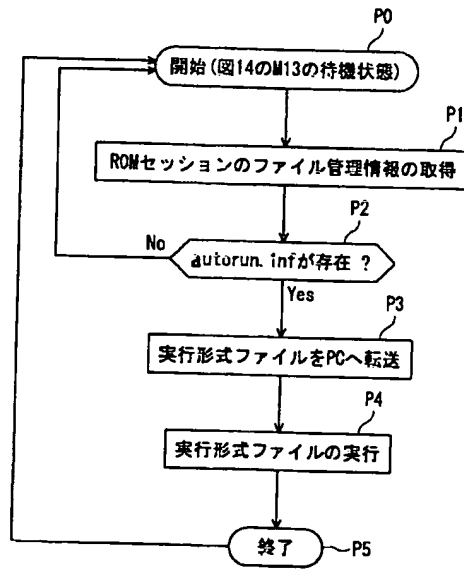 P0
開始(図14のM13の待機状態)
P1
ROMセッションのファイル管理情報の取得
P2
No
autorun.infが存在 ?
Yes
P3
実行形式ファイルをPCへ転送
P4
実行形式ファイルの実行
終了
P5